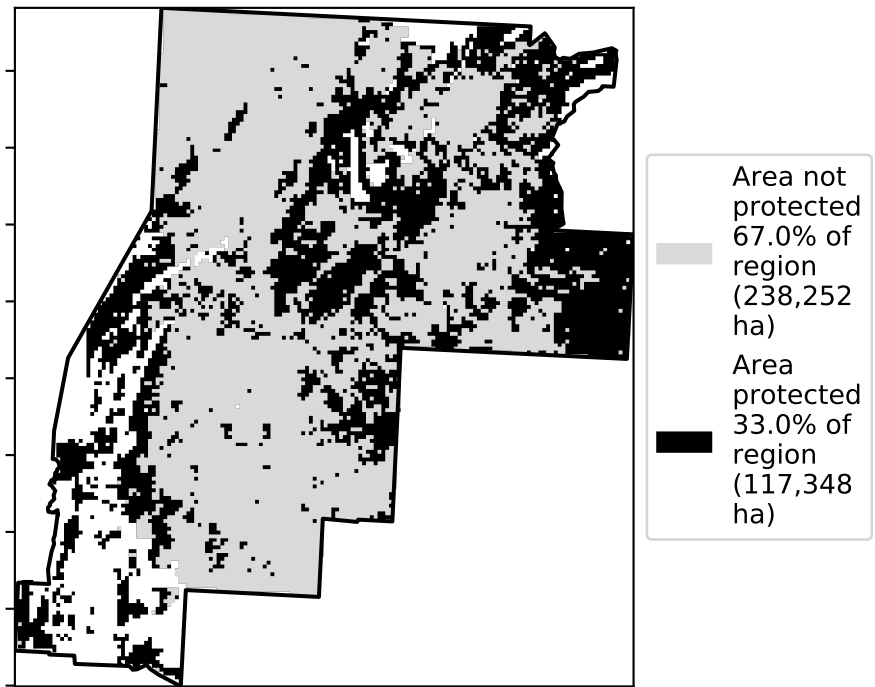 Area not
protected
67.0% of
region
(238,252
ha)
Area
protected
33.0% of
region
(117,348
ha)